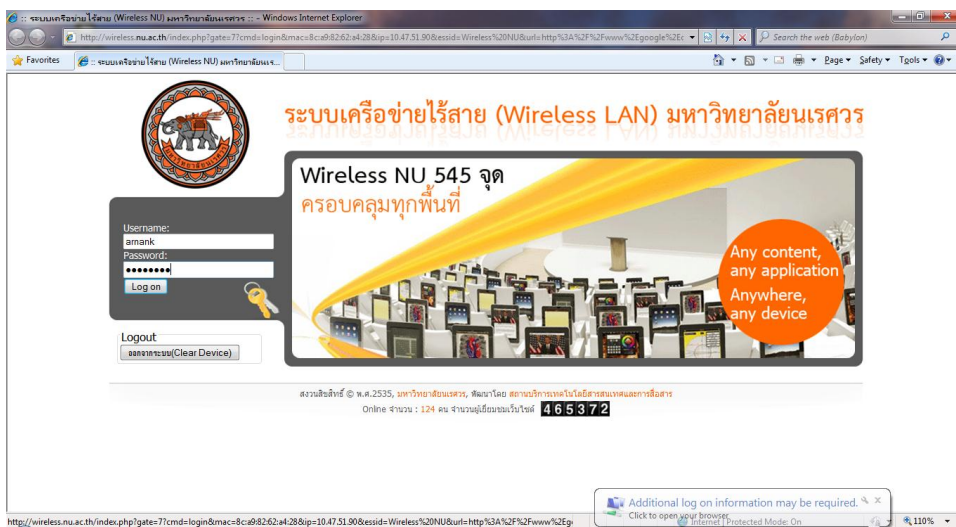 :: ระบบเครือข่ายไร้สาย (Wireless NU) มหาวิทยาลัยนเรศวร :: - Windows Internet Explorer
http://wireless.nu.ac.th/index.php?gate=7?cmd=login&mac=8c:a9:82:62:a4:28&ip=10.47.51.90&essid=Wireless%20NU&url=http%3A%2F%2Fwww%2Egoogle%2Ec
Search the web (Babylon)
Favorites
:: ระบบเครือข่ายไร้สาย (Wireless NU) มหาวิทยาลัยนเร...
Page
Safety
Tools
ระบบเครือข่ายไร้สาย (Wireless LAN) มหาวิทยาลัยนเรศวร
มหาวิทยาลัยนเรศวร
Wireless NU 545 จุด
ครอบคลุมทุกพื้นที่
Username:
amank
Password:
Log on
Any content,
any application
Anywhere,
any device
Logout
ออกจากระบบ(Clear Device)
สงวนลิขสิทธิ์ © พ.ศ.2535, มหาวิทยาลัยนเรศวร, พัฒนาโดย สถานบริการเทคโนโลยีสารสนเทศและการสื่อสาร
Online จำนวน : 124 คน จำนวนผู้เยี่ยมชมเว็บไซต์ 465372
Additional log on information may be required.
Click to open your browser.
http://wireless.nu.ac.th/index.php?gate=7?cmd=login&mac=8c:a9:82:62:a4:28&ip=10.47.51.90&essid=Wireless%20NU&url=http%3A%2F%2Fwww%2Ego
Internet | Protected Mode: On
110%